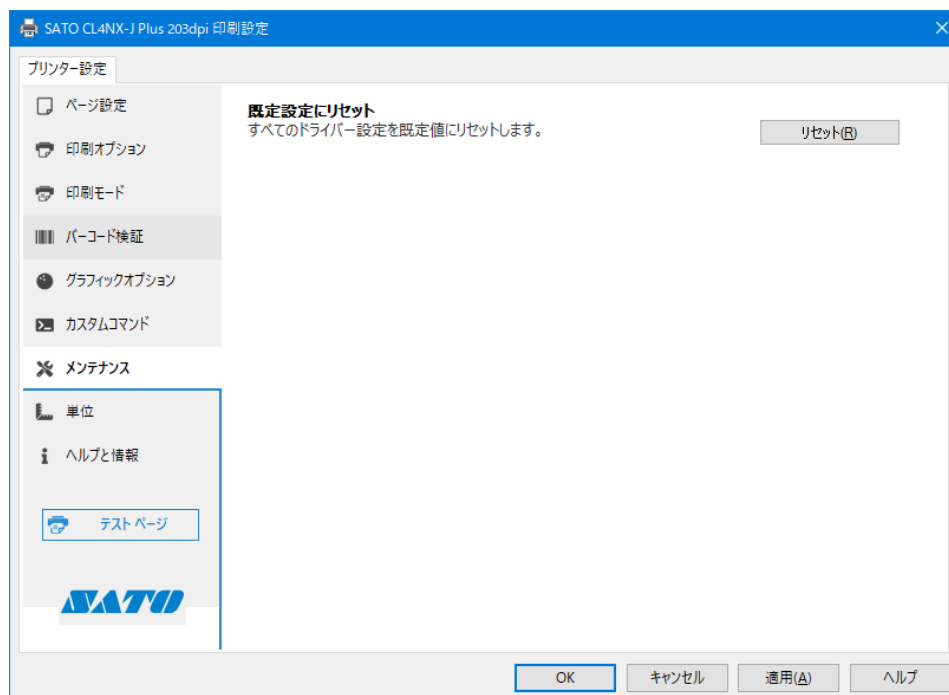 SATO CL4NX-J Plus 203dpi 印刷設定
プリンター設定
ページ設定
印刷オプション
印刷モード
バーコード検証
グラフィックオプション
カスタムコマンド
メンテナンス
単位
ヘルプと情報
テスト ページ
SATO
既定設定にリセット
すべてのドライバー設定を既定値にリセットします。
リセット(R)
OK
キャンセル
適用(A)
ヘルプ